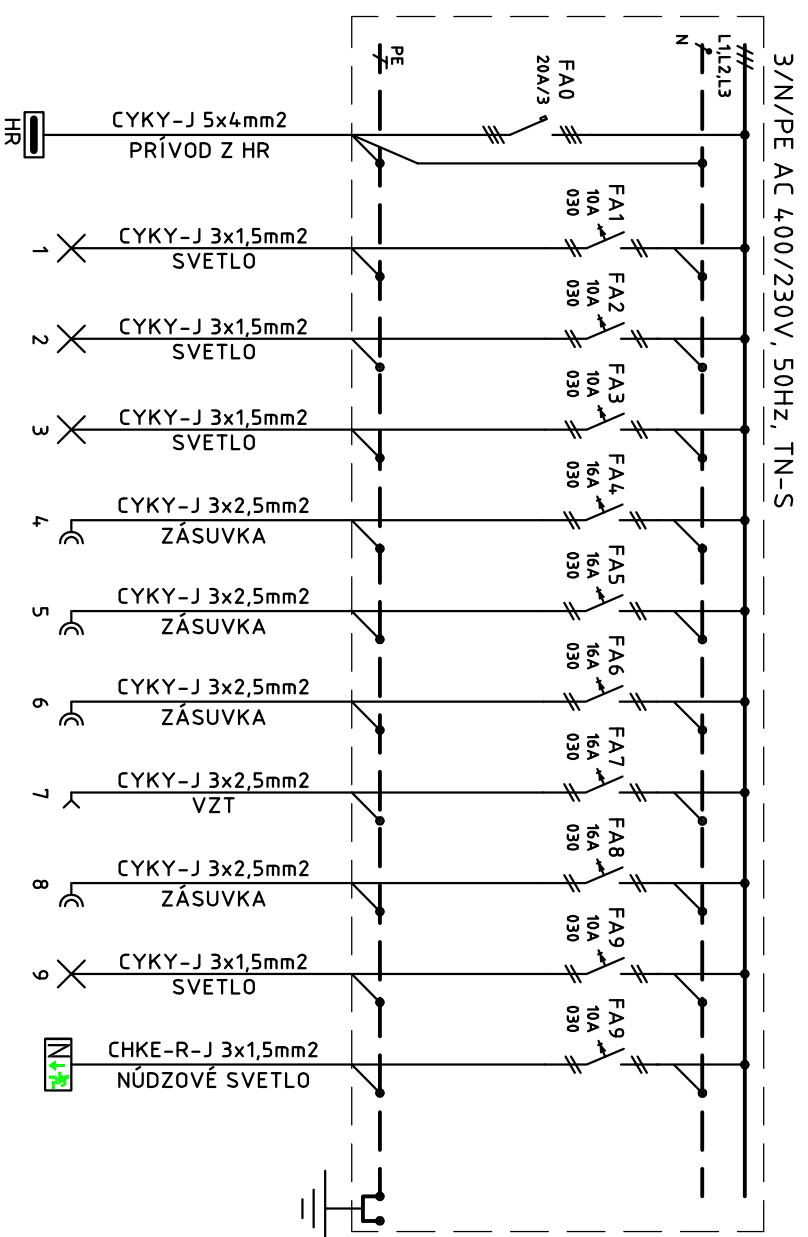 3/N/PE AC 400/230V, 50Hz, TN-S
L1,L2,L3
N
PE
FA0
20A/3
CYKY-J 5x4mm2
PRÍVOD Z HR
HR
FA1
10A
030
CYKY-J 3x1,5mm2
SVETLO
1
FA2
10A
030
CYKY-J 3x1,5mm2
SVETLO
2
FA3
10A
030
CYKY-J 3x1,5mm2
SVETLO
3
FA4
16A
030
CYKY-J 3x2,5mm2
ZÁSUVKA
4
FA5
16A
030
CYKY-J 3x2,5mm2
ZÁSUVKA
5
FA6
16A
030
CYKY-J 3x2,5mm2
ZÁSUVKA
6
FA7
16A
030
CYKY-J 3x2,5mm2
VZT
7
FA8
16A
030
CYKY-J 3x2,5mm2
ZÁSUVKA
8
FA9
10A
030
CYKY-J 3x1,5mm2
SVETLO
9
FA9
10A
030
CHKE-R-J 3x1,5mm2
NÚDZOVÉ SVETLO
N